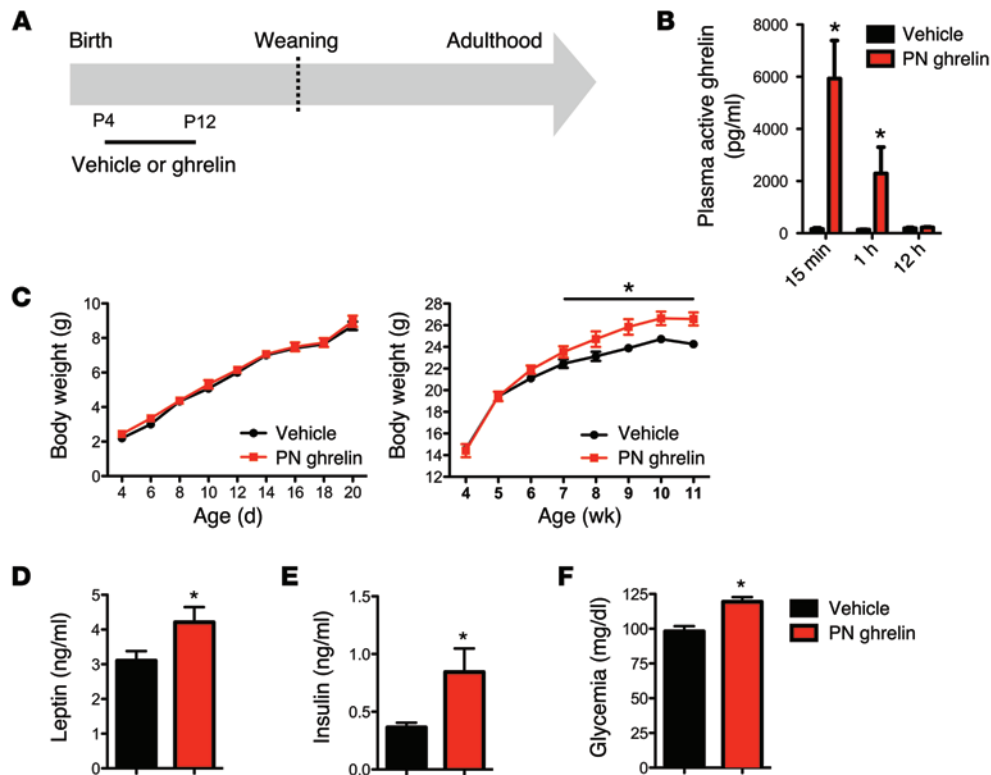 A
Birth Weaning Adulthood
P4 P12
Vehicle or ghrelin
B
Plasma active ghrelin
(pg/ml)
8000
6000
4000
2000
0
* *
15 min 1 h 12 h
Vehicle
PN ghrelin
C
Body weight (g)
10
8
6
4
2
0
4 6 8 10 12 14 16 18 20
Age (d)
Vehicle
PN ghrelin
Body weight (g)
28
26
24
22
20
18
16
14
12
*
4 5 6 7 8 9 10 11
Age (wk)
Vehicle
PN ghrelin
D
Leptin (ng/ml)
5
4
3
2
1
0
*
E
Insulin (ng/ml)
1.5
1.0
0.5
0.0
*
F
Glycemia (mg/dl)
125
100
75
50
25
0
*
Vehicle
PN ghrelin